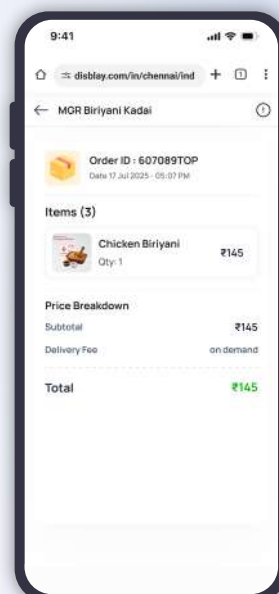 9:41
disblay.com/in/chennai/ind
1
MGR Biriyani Kadai
Order ID : 607089TOP
Date 17 Jul 2025 - 05:07 PM
Items (3)
Chicken Biriyani
Qty: 1
₹145
Price Breakdown
Subtotal ₹145
Delivery Fee on demand
Total ₹145